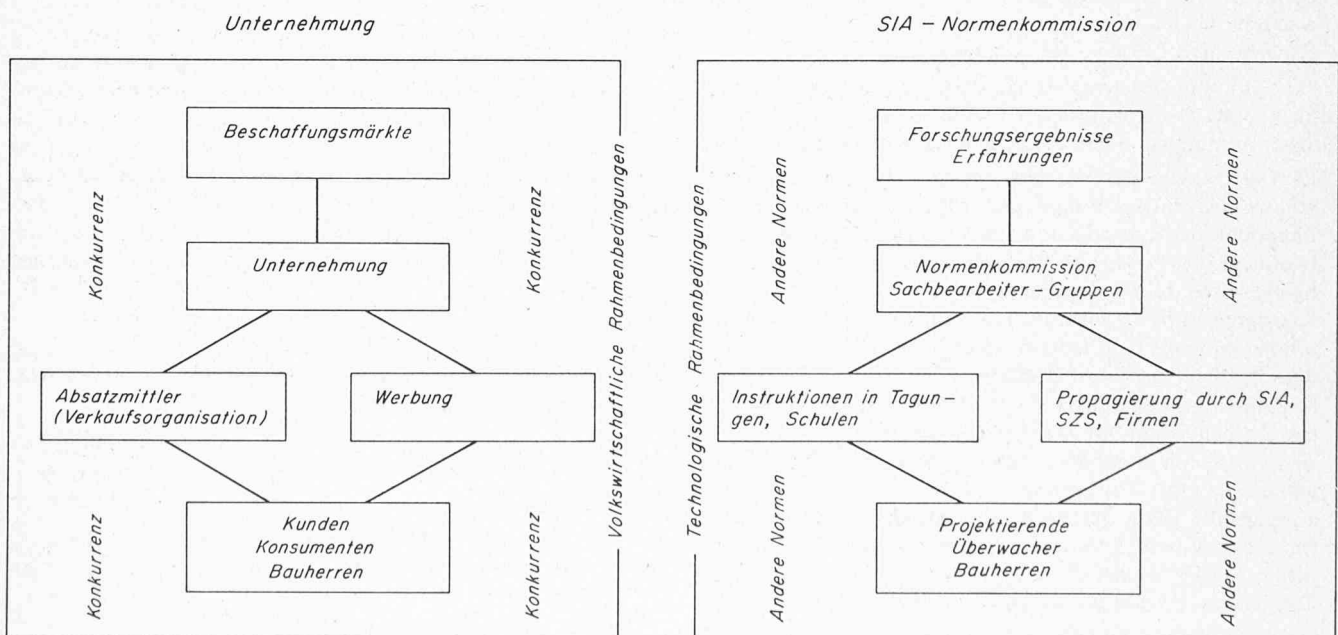 Unternehmung
Beschaffungsmärkte
Konkurrenz
Konkurrenz
Unternehmung
Absatzmittler
(Verkaufsorganisation)
Werbung
Konkurrenz
Konkurrenz
Kunden
Konsumenten
Bauherren
Volkswirtschaftliche Rahmenbedingungen
SIA – Normenkommission
Technologische Rahmenbedingungen
Forschungsergebnisse
Erfahrungen
Andere Normen
Andere Normen
Normenkommission
Sachbearbeiter – Gruppen
Instruktionen in Tagun –
gen, Schulen
Propagierung durch SIA,
SZS, Firmen
Andere Normen
Andere Normen
Projektierende
Überwacher
Bauherren